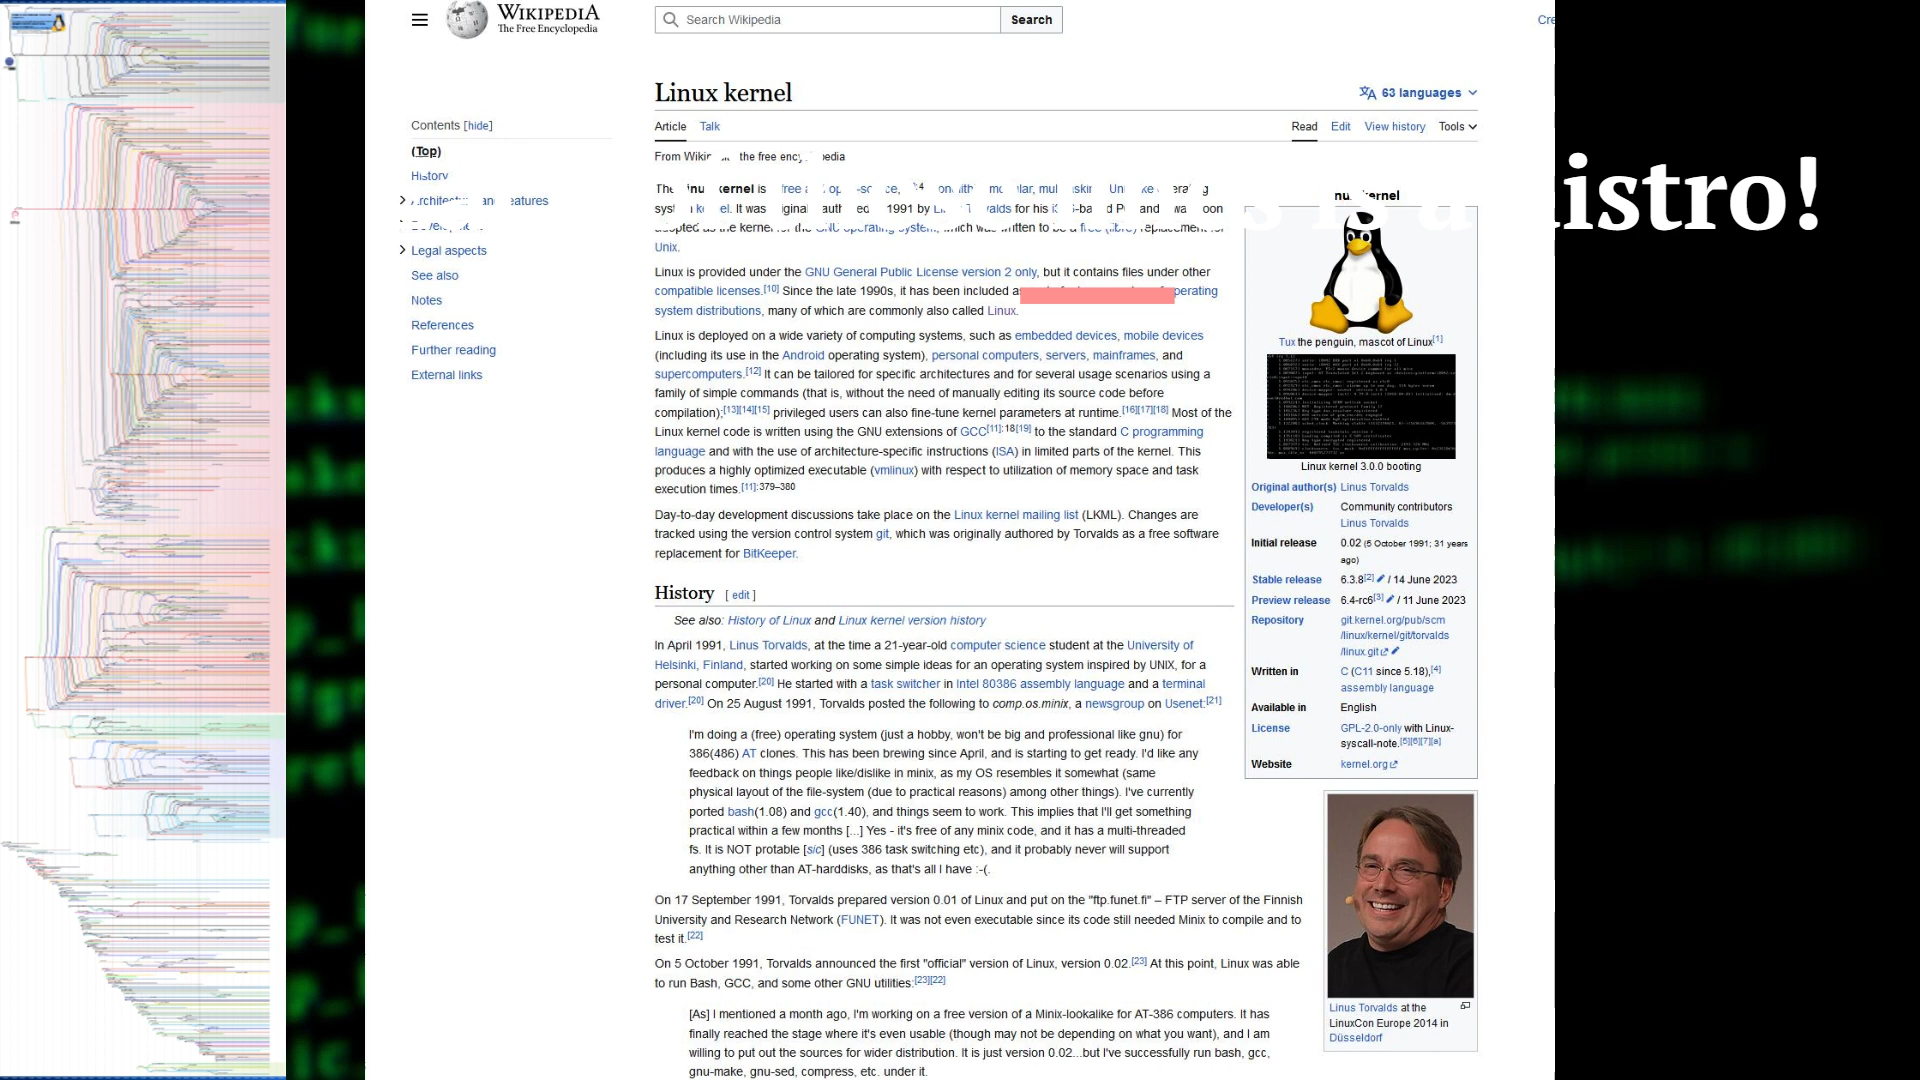 WIKIPEDIA
The Free Encyclopedia
Search Wikipedia
Search
Cre
Linux kernel
63 languages
Article Talk
Read Edit View history Tools
Contents [hide]
(Top)
History
and
Legal aspects
See also
Notes
References
Further reading
External links
From the free
The is
It was 1991 by for his and
adopted as the kernel for the GNU operating system, which was written to be a free (libre) replacement for
Unix.
Linux is provided under the GNU General Public License version 2 only, but it contains files under other
compatible licenses.[10] Since the late 1990s, it has been included
system distributions, many of which are commonly also called Linux.
Linux is deployed on a wide variety of computing systems, such as embedded devices, mobile devices
(including its use in the Android operating system), personal computers, servers, mainframes, and
supercomputers.[12] It can be tailored for specific architectures and for several usage scenarios using a
family of simple commands (that is, without the need of manually editing its source code before
compilation);[13][14][15] privileged users can also fine-tune kernel parameters at runtime.[16][17][18] Most of the
Linux kernel code is written using the GNU extensions of GCC[11]:18[19] to the standard C programming
language and with the use of architecture-specific instructions (ISA) in limited parts of the kernel. This
produces a highly optimized executable (vmlinux) with respect to utilization of memory space and task
execution times.[11]:379–380
Day-to-day development discussions take place on the Linux kernel mailing list (LKML). Changes are
tracked using the version control system git, which was originally authored by Torvalds as a free software
replacement for BitKeeper.
History [ edit ]
See also: History of Linux and Linux kernel version history
In April 1991, Linus Torvalds, at the time a 21-year-old computer science student at the University of
Helsinki, Finland, started working on some simple ideas for an operating system inspired by UNIX, for a
personal computer.[20] He started with a task switcher in Intel 80386 assembly language and a terminal
driver.[20] On 25 August 1991, Torvalds posted the following to comp.os.minix, a newsgroup on Usenet:[21]
I'm doing a (free) operating system (just a hobby, won't be big and professional like gnu) for
386(486) AT clones. This has been brewing since April, and is starting to get ready. I'd like any
feedback on things people like/dislike in minix, as my OS resembles it somewhat (same
physical layout of the file-system (due to practical reasons) among other things). I've currently
ported bash(1.08) and gcc(1.40), and things seem to work. This implies that I'll get something
practical within a few months [...] Yes - it's free of any minix code, and it has a multi-threaded
fs. It is NOT protable [sic] (uses 386 task switching etc), and it probably never will support
anything other than AT-harddisks, as that's all I have :-(.
On 17 September 1991, Torvalds prepared version 0.01 of Linux and put on the "ftp.funet.fi" – FTP server of the Finnish
University and Research Network (FUNET). It was not even executable since its code still needed Minix to compile and to
test it.[22]
On 5 October 1991, Torvalds announced the first "official" version of Linux, version 0.02.[23] At this point, Linux was able
to run Bash, GCC, and some other GNU utilities:[23][22]
[As] I mentioned a month ago, I'm working on a free version of a Minix-lookalike for AT-386 computers. It has
finally reached the stage where it's even usable (though may not be depending on what you want), and I am
willing to put out the sources for wider distribution. It is just version 0.02...but I've successfully run bash, gcc,
gnu-make, gnu-sed, compress, etc. under it.
Tux the penguin, mascot of Linux[1]
Linux kernel 3.0.0 booting
Original author(s) Linus Torvalds
Developer(s) Community contributors
Linus Torvalds
Initial release 0.02 (5 October 1991; 31 years
ago)
Stable release 6.3.8[2] / 14 June 2023
Preview release 6.4-rc6[3] / 11 June 2023
Repository git.kernel.org/pub/scm
/linux/kernel/git/torvalds
/linux.git
Written in C (C11 since 5.18),[4]
assembly language
Available in English
License GPL-2.0-only with Linux-
syscall-note.[5][6][7][a]
Website kernel.org
Linus Torvalds at the
LinuxCon Europe 2014 in
Düsseldorf
is a distro!